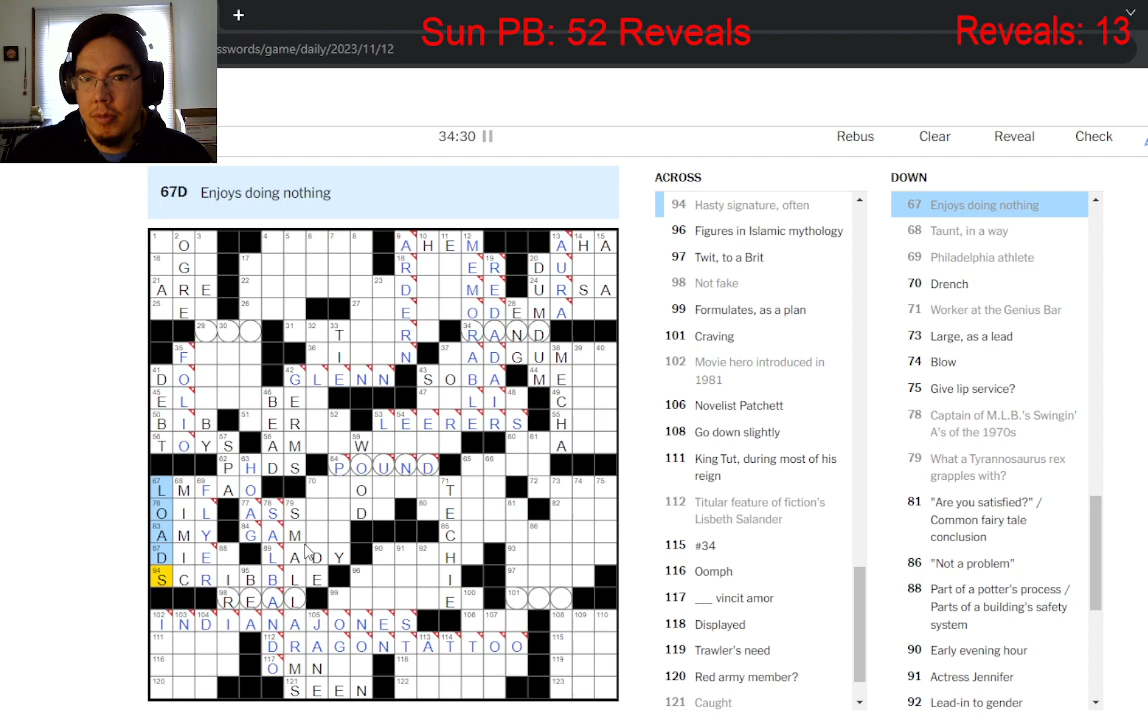 Sun PB: 52 Reveals
Reveals: 13
+
sswords/game/daily/2023/11/12
34:30
Rebus
Clear
Reveal
Check
67D Enjoys doing nothing
ACROSS
94 Hasty signature, often
96 Figures in Islamic mythology
97 Twit, to a Brit
98 Not fake
99 Formulates, as a plan
101 Craving
102 Movie hero introduced in
1981
106 Novelist Patchett
108 Go down slightly
111 King Tut, during most of his
reign
112 Titular feature of fiction's
Lisbeth Salander
115 #34
116 Oomph
117 ___ vincit amor
118 Displayed
119 Trawler's need
120 Red army member?
121 Caught
DOWN
67 Enjoys doing nothing
68 Taunt, in a way
69 Philadelphia athlete
70 Drench
71 Worker at the Genius Bar
73 Large, as a lead
74 Blow
75 Give lip service?
78 Captain of M.L.B.'s Swingin'
A's of the 1970s
79 What a Tyrannosaurus rex
grapples with?
81 "Are you satisfied?" /
Common fairy tale
conclusion
86 "Not a problem"
88 Part of a potter's process /
Parts of a building's safety
system
90 Early evening hour
91 Actress Jennifer
92 Lead-in to gender
O A H E M A H A
G R E R D U
A R E D M E U R S A
E E O D E M A
T R R A N D
F I N A D G U M
D O G L E N N S O B A M E
E L B E L I C
B I B E R L E E R E R S H
T O Y S A M W A
P H D S P O U N D
L M F A O O T
O I L A S S D E
A M Y G A M C
D I E L A D Y H
S C R I B B L E I
R E A L E
I N D I A N A J O N E S
D R A G O N T A T T O O
O M N
S E E N